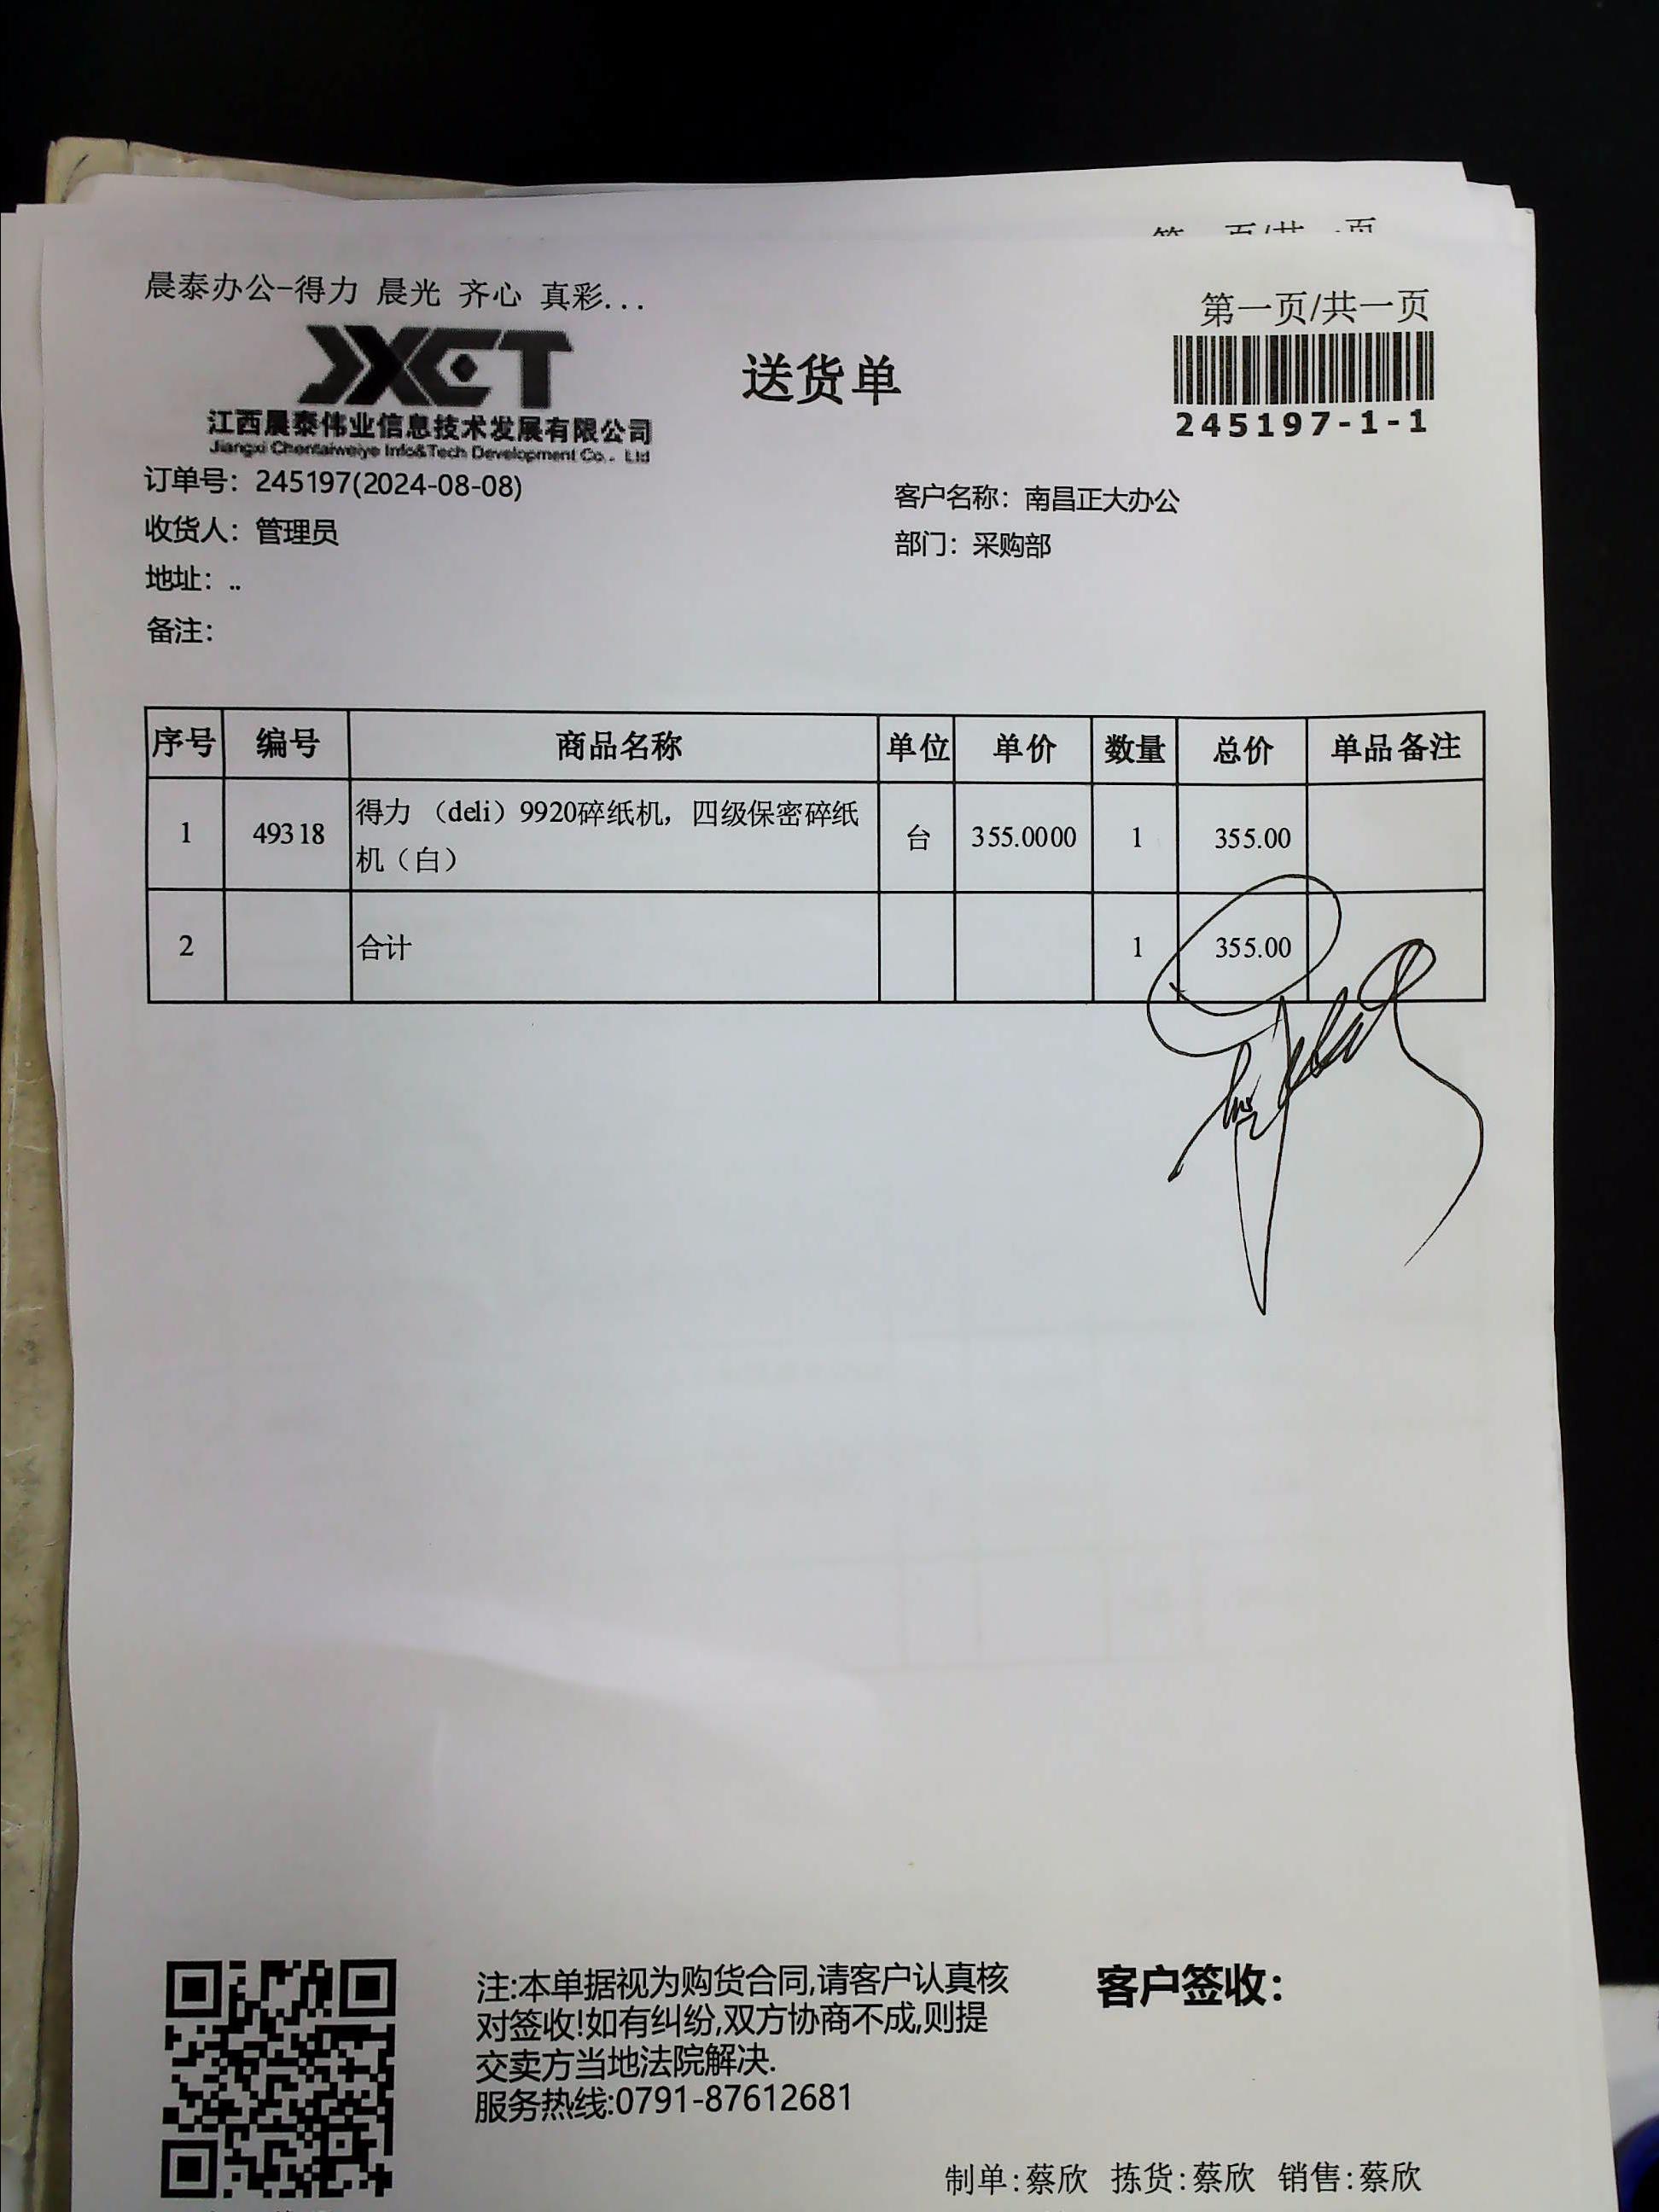 晨泰办公-得力 晨光 齐心 真彩...
第一页/共一页
JXCT
送货单
江西晨泰伟业信息技术发展有限公司
Jiangxi Chentaiweiye Info&Tech Development Co., Ltd
245197-1-1
订单号：245197(2024-08-08)
客户名称：南昌正大办公
收货人：管理员
部门：采购部
地址：..
备注：
序号 编号 商品名称 单位 单价 数量 总价 单品备注
1 49318 得力 （deli）9920碎纸机，四级保密碎纸 台 355.0000 1 355.00
机（白）
2 合计 1 355.00
注:本单据视为购货合同,请客户认真核
对签收!如有纠纷,双方协商不成,则提
交卖方当地法院解决.
服务热线:0791-87612681
客户签收：
制单:蔡欣 拣货:蔡欣 销售:蔡欣